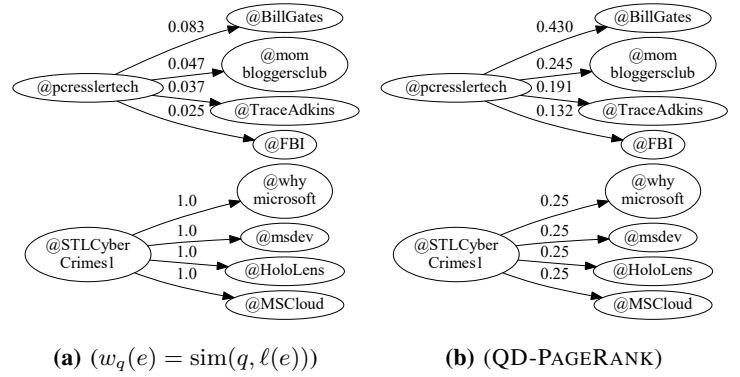 @pcresslertech
0.083
@BillGates
0.047
@mom
bloggersclub
0.037
@TraceAdkins
0.025
@FBI
@STLCyber
Crimes1
1.0
@why
microsoft
1.0
@msdev
1.0
@HoloLens
1.0
@MSCloud
(a) (w_q(e) = sim(q, ℓ(e)))
@pcresslertech
0.430
@BillGates
0.245
@mom
bloggersclub
0.191
@TraceAdkins
0.132
@FBI
@STLCyber
Crimes1
0.25
@why
microsoft
0.25
@msdev
0.25
@HoloLens
0.25
@MSCloud
(b) (QD-PAGERANK)